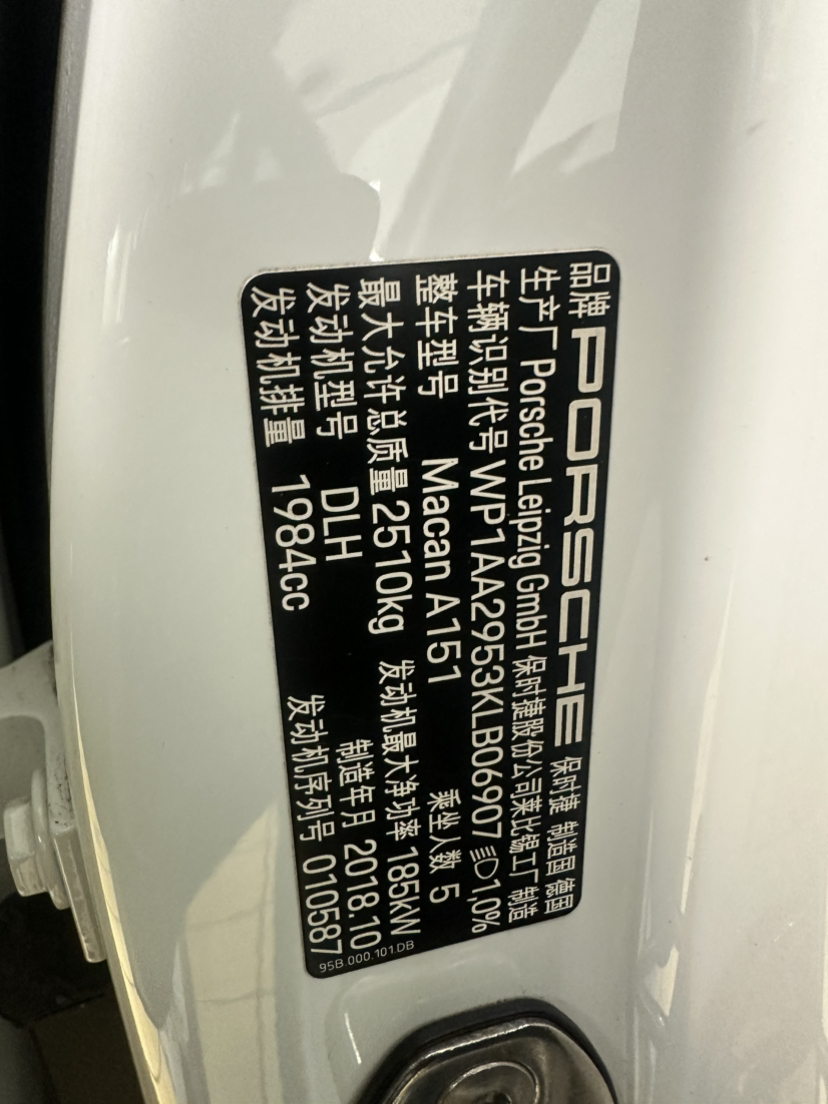 品牌 PORSCHE 保时捷 制造国 德国
生产厂 Porsche Leipzig GmbH 保时捷股份公司莱比锡工厂 制造
车辆识别代号 WP1AA2953KLB06907 1,0%
整车型号 Macan A151 乘坐人数 5
最大允许总质量 2510kg 发动机最大净功率 185kW
发动机型号 DLH 制造年月 2018.10
发动机排量 1984cc 发动机序列号 010587
95B.000.101.DB